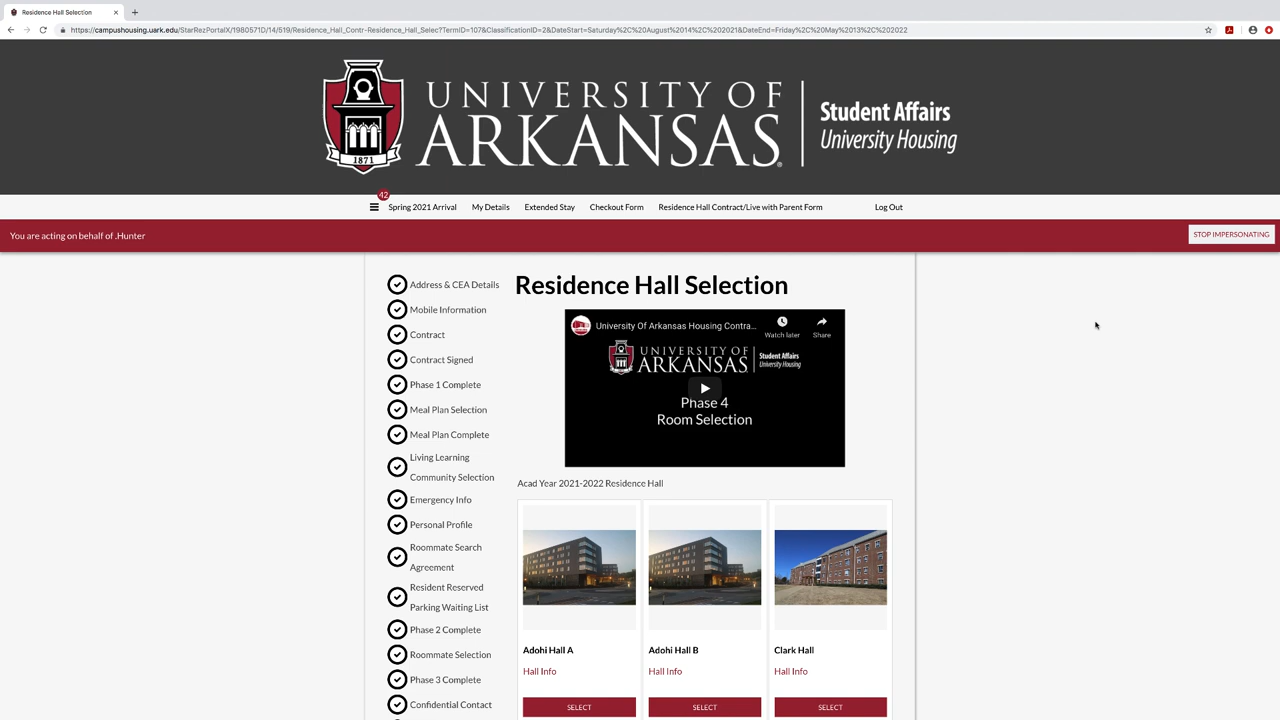 Residence Hall Selection
https://campushousing.uark.edu/StarRezPortalX/1980571D/14/519/Residence_Hall_Contr-Residence_Hall_Selec?TermID=107&ClassificationID=2&DateStart=Saturday%2C%20August%2014%2C%202021&DateEnd=Friday%2C%20May%2013%2C%202022
UNIVERSITY OF
ARKANSAS
1871
Student Affairs
University Housing
42
Spring 2021 Arrival
My Details
Extended Stay
Checkout Form
Residence Hall Contract/Live with Parent Form
Log Out
You are acting on behalf of .Hunter
STOP IMPERSONATING
Address & CEA Details
Mobile Information
Contract
Contract Signed
Phase 1 Complete
Meal Plan Selection
Meal Plan Complete
Living Learning
Community Selection
Emergency Info
Personal Profile
Roommate Search
Agreement
Resident Reserved
Parking Waiting List
Phase 2 Complete
Roommate Selection
Phase 3 Complete
Confidential Contact
Residence Hall Selection
University Of Arkansas Housing Contra...
Watch later
Share
UNIVERSITY OF
ARKANSAS
Student Affairs
University Housing
Phase 4
Room Selection
Acad Year 2021-2022 Residence Hall
Adohi Hall A
Hall Info
SELECT
Adohi Hall B
Hall Info
SELECT
Clark Hall
Hall Info
SELECT